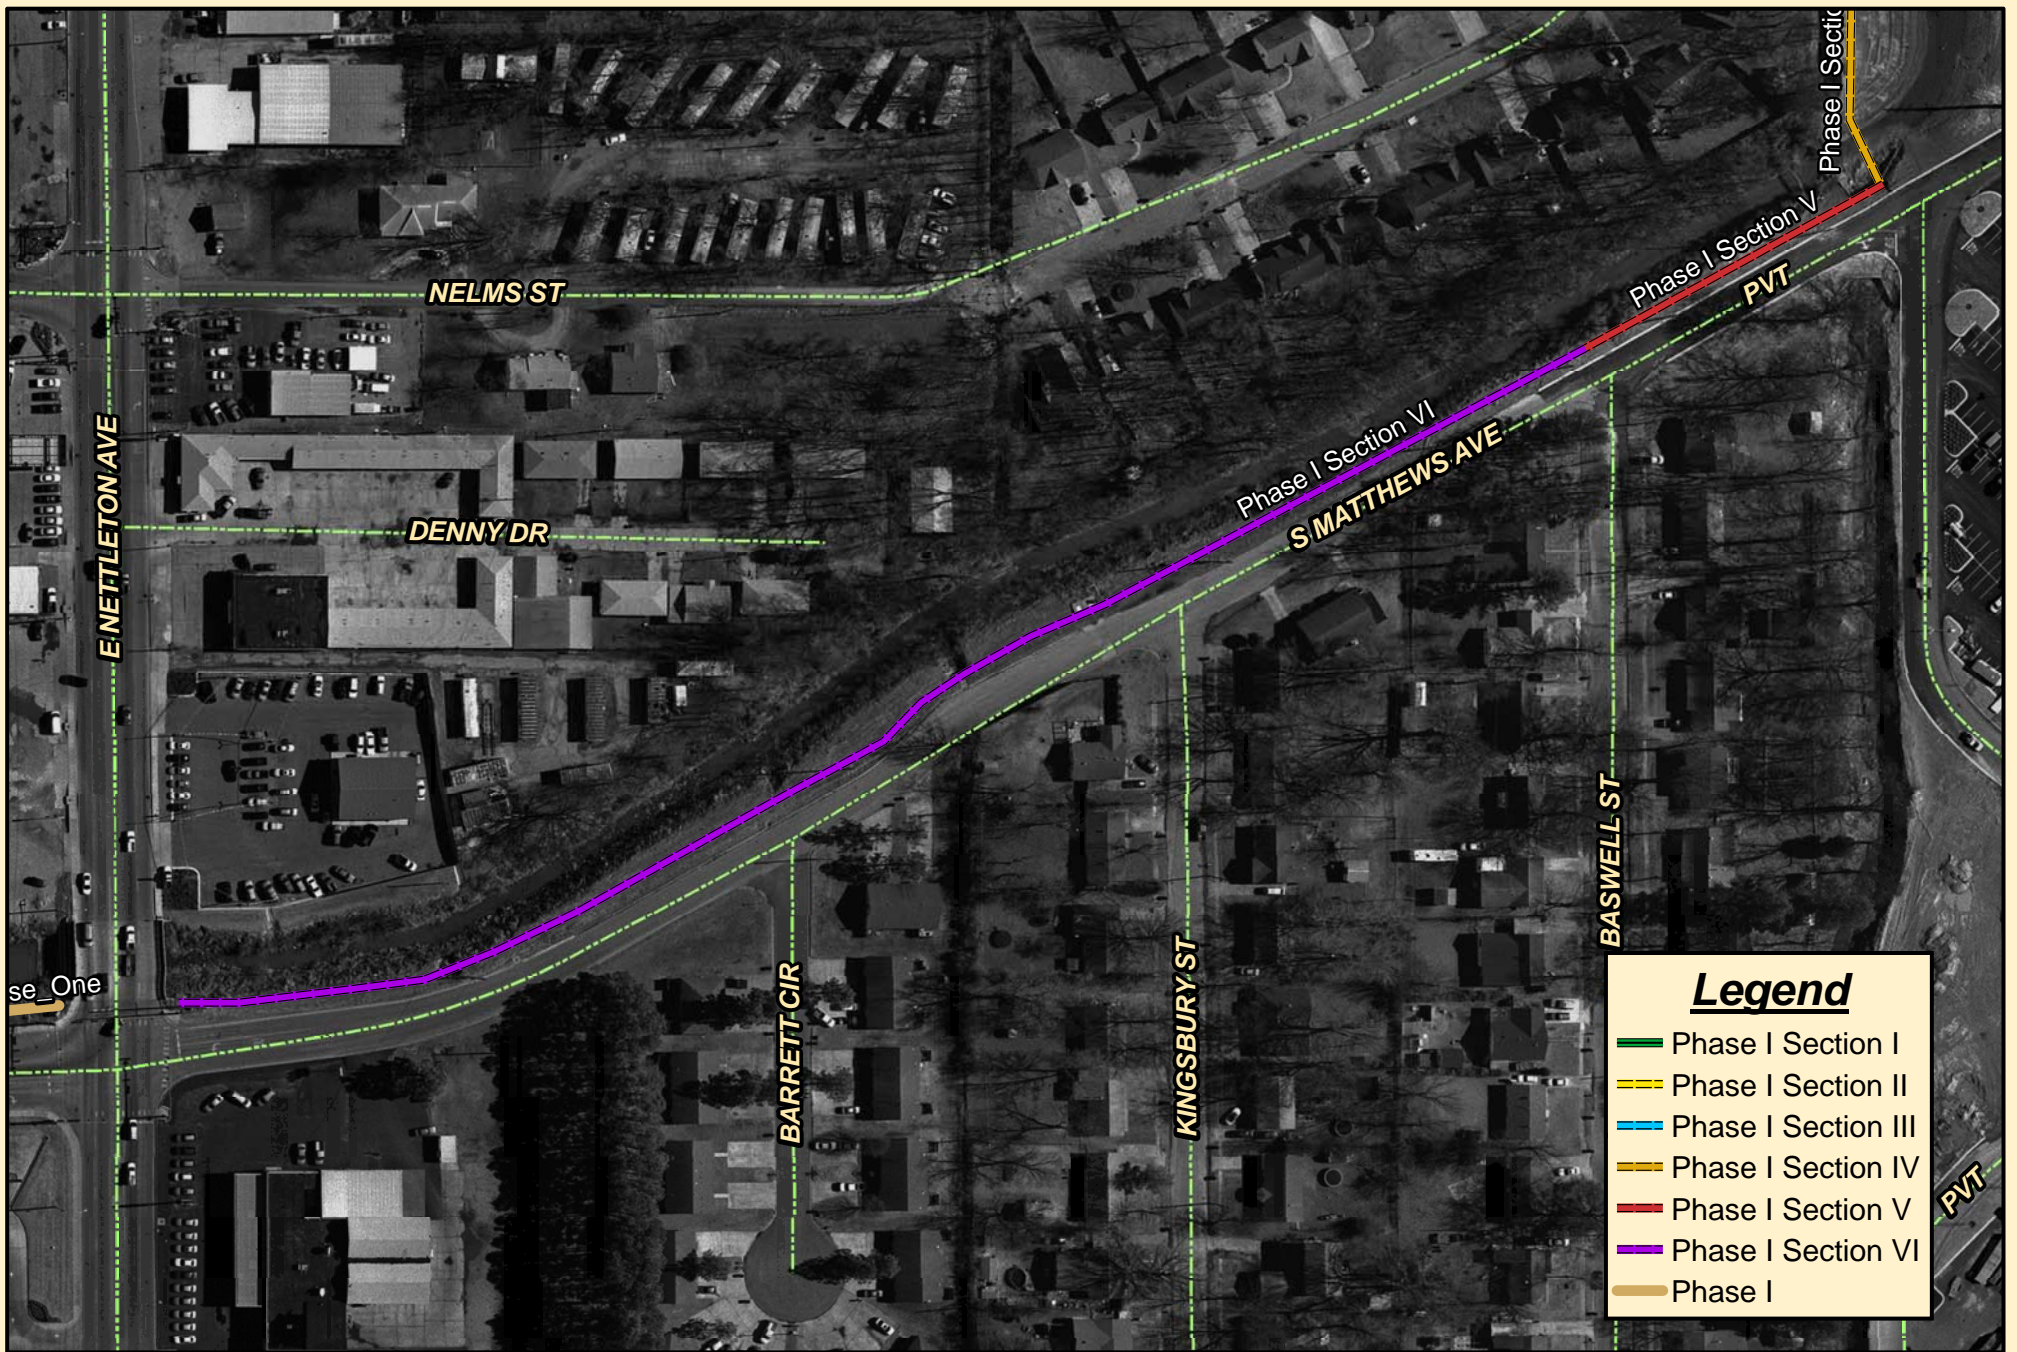 Phase I Sectio
Phase I Section V
PVT
NELMS ST
Phase I Section VI
S MATTHEWS AVE
E NETTLETON AVE
DENNY DR
BASWELL ST
se_One
BARRETT CIR
KINGSBURY ST
PVT
Legend
Phase I Section I
Phase I Section II
Phase I Section III
Phase I Section IV
Phase I Section V
Phase I Section VI
Phase I